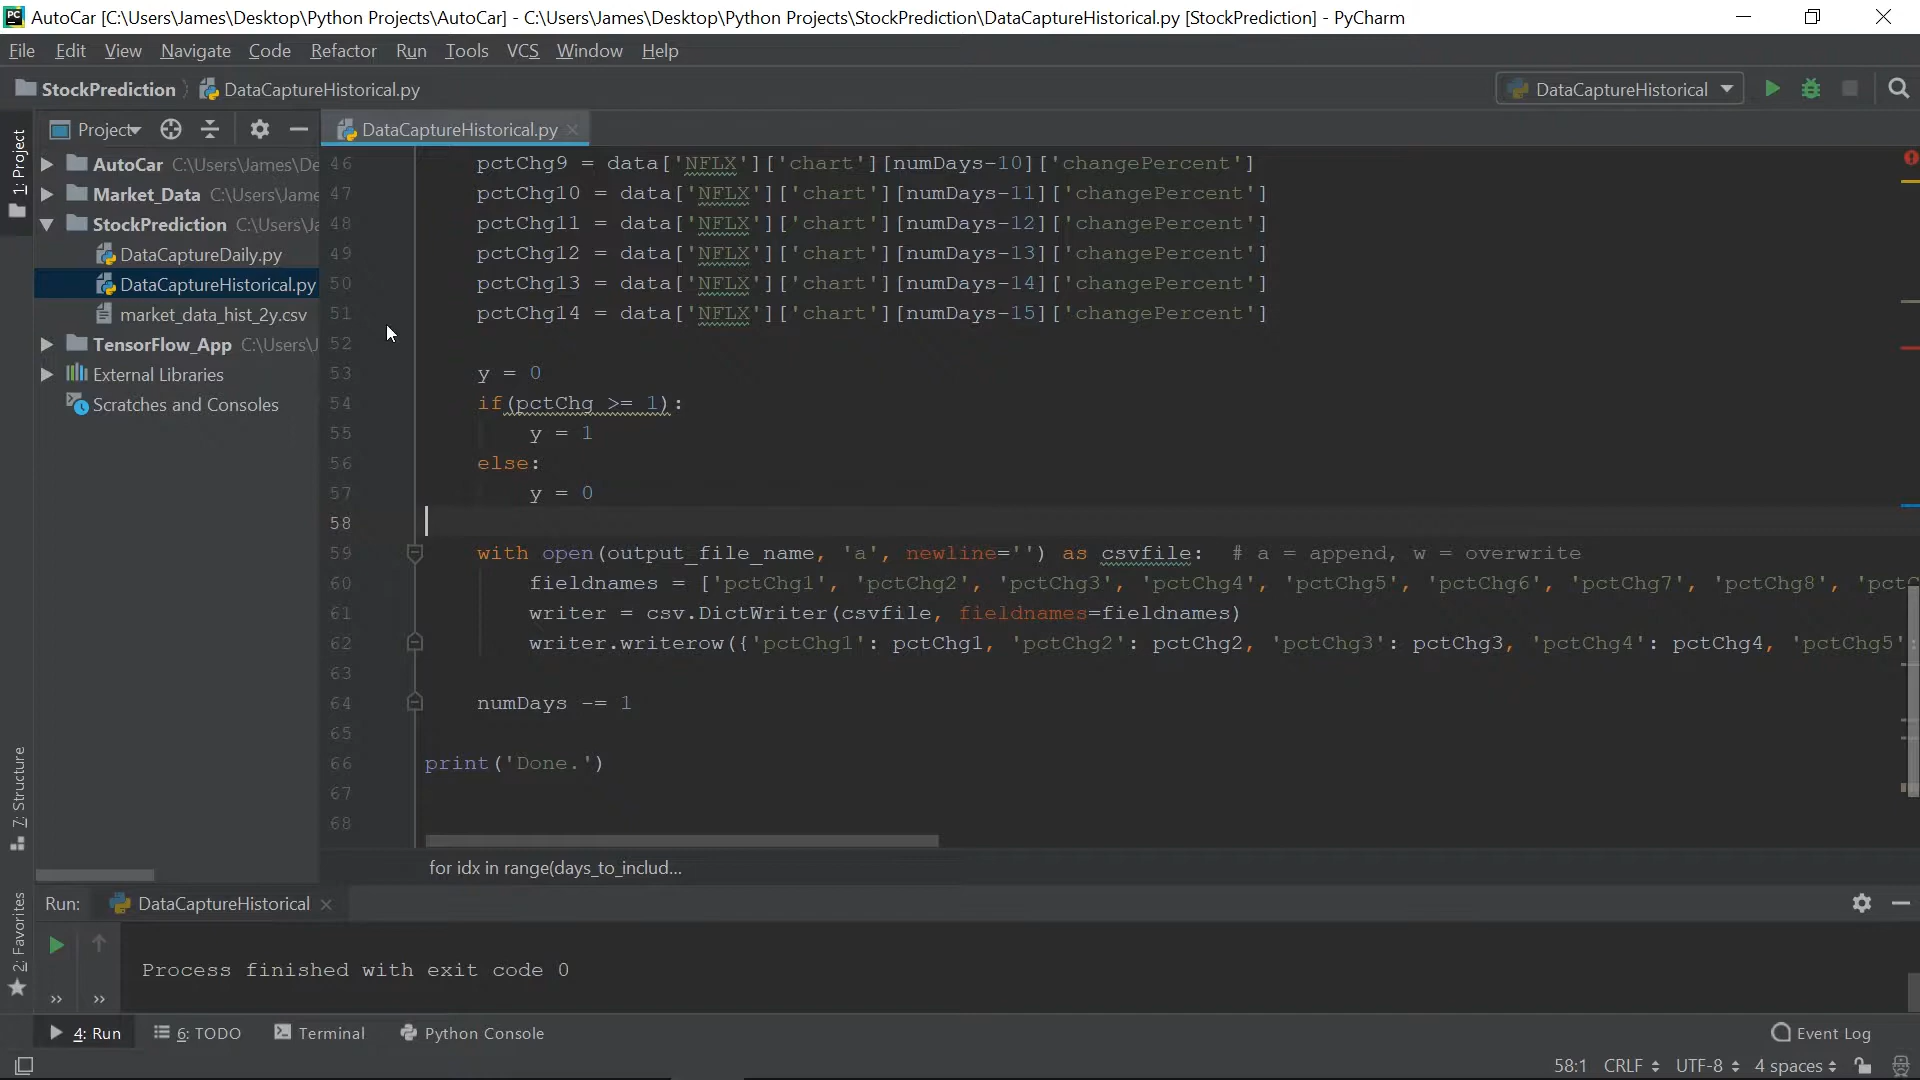 PC AutoCar [C:\Users\James\Desktop\Python Projects\AutoCar] - C:\Users\James\Desktop\Python Projects\StockPrediction\DataCaptureHistorical.py [StockPrediction] - PyCharm
File Edit View Navigate Code Refactor Run Tools VCS Window Help
StockPrediction DataCaptureHistorical.py DataCaptureHistorical
Project DataCaptureHistorical.py
1: Project
AutoCar C:\Users\James\De
Market_Data C:\Users\Jame
StockPrediction C:\Users\Ja
DataCaptureDaily.py
DataCaptureHistorical.py
market_data_hist_2y.csv
TensorFlow_App C:\Users\J
External Libraries
Scratches and Consoles
46 pctChg9 = data['NFLX']['chart'][numDays-10]['changePercent']
47 pctChg10 = data['NFLX']['chart'][numDays-11]['changePercent']
48 pctChg11 = data['NFLX']['chart'][numDays-12]['changePercent']
49 pctChg12 = data['NFLX']['chart'][numDays-13]['changePercent']
50 pctChg13 = data['NFLX']['chart'][numDays-14]['changePercent']
51 pctChg14 = data['NFLX']['chart'][numDays-15]['changePercent']
52
53 y = 0
54 if(pctChg >= 1):
55 y = 1
56 else:
57 y = 0
58
59 with open(output_file_name, 'a', newline='') as csvfile: # a = append, w = overwrite
60 fieldnames = ['pctChg1', 'pctChg2', 'pctChg3', 'pctChg4', 'pctChg5', 'pctChg6', 'pctChg7', 'pctChg8', 'pctC
61 writer = csv.DictWriter(csvfile, fieldnames=fieldnames)
62 writer.writerow({'pctChg1': pctChg1, 'pctChg2': pctChg2, 'pctChg3': pctChg3, 'pctChg4': pctChg4, 'pctChg5':
63
64 numDays -= 1
65
66 print('Done.')
67
68
for idx in range(days_to_includ...
7: Structure
2: Favorites
Run: DataCaptureHistorical
Process finished with exit code 0
4: Run 6: TODO Terminal Python Console Event Log
58:1 CRLF UTF-8 4 spaces